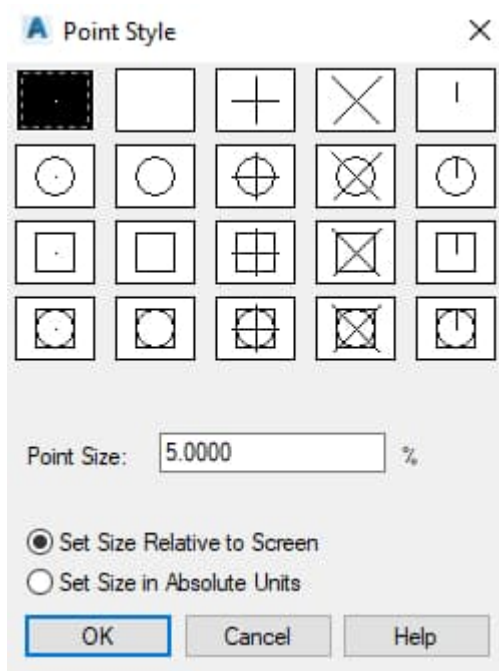 Point Style
Point Size: 5.0000 %
Set Size Relative to Screen
Set Size in Absolute Units
OK Cancel Help